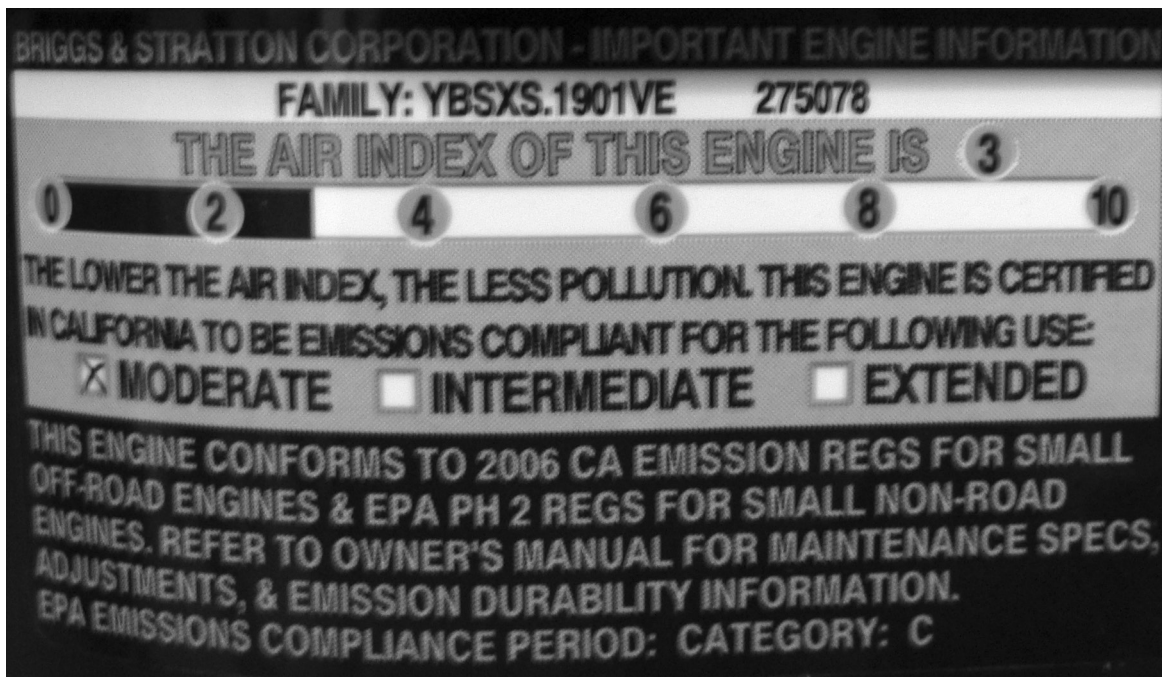 BRIGGS & STRATTON CORPORATION - IMPORTANT ENGINE INFORMATION
FAMILY: YBSXS.1901VE 275078
THE AIR INDEX OF THIS ENGINE IS 3
0 2 4 6 8 10
THE LOWER THE AIR INDEX, THE LESS POLLUTION. THIS ENGINE IS CERTIFIED
IN CALIFORNIA TO BE EMISSIONS COMPLIANT FOR THE FOLLOWING USE:
X MODERATE INTERMEDIATE EXTENDED
THIS ENGINE CONFORMS TO 2006 CA EMISSION REGS FOR SMALL
OFF-ROAD ENGINES & EPA PH 2 REGS FOR SMALL NON-ROAD
ENGINES. REFER TO OWNER'S MANUAL FOR MAINTENANCE SPECS,
ADJUSTMENTS, & EMISSION DURABILITY INFORMATION.
EPA EMISSIONS COMPLIANCE PERIOD: CATEGORY: C